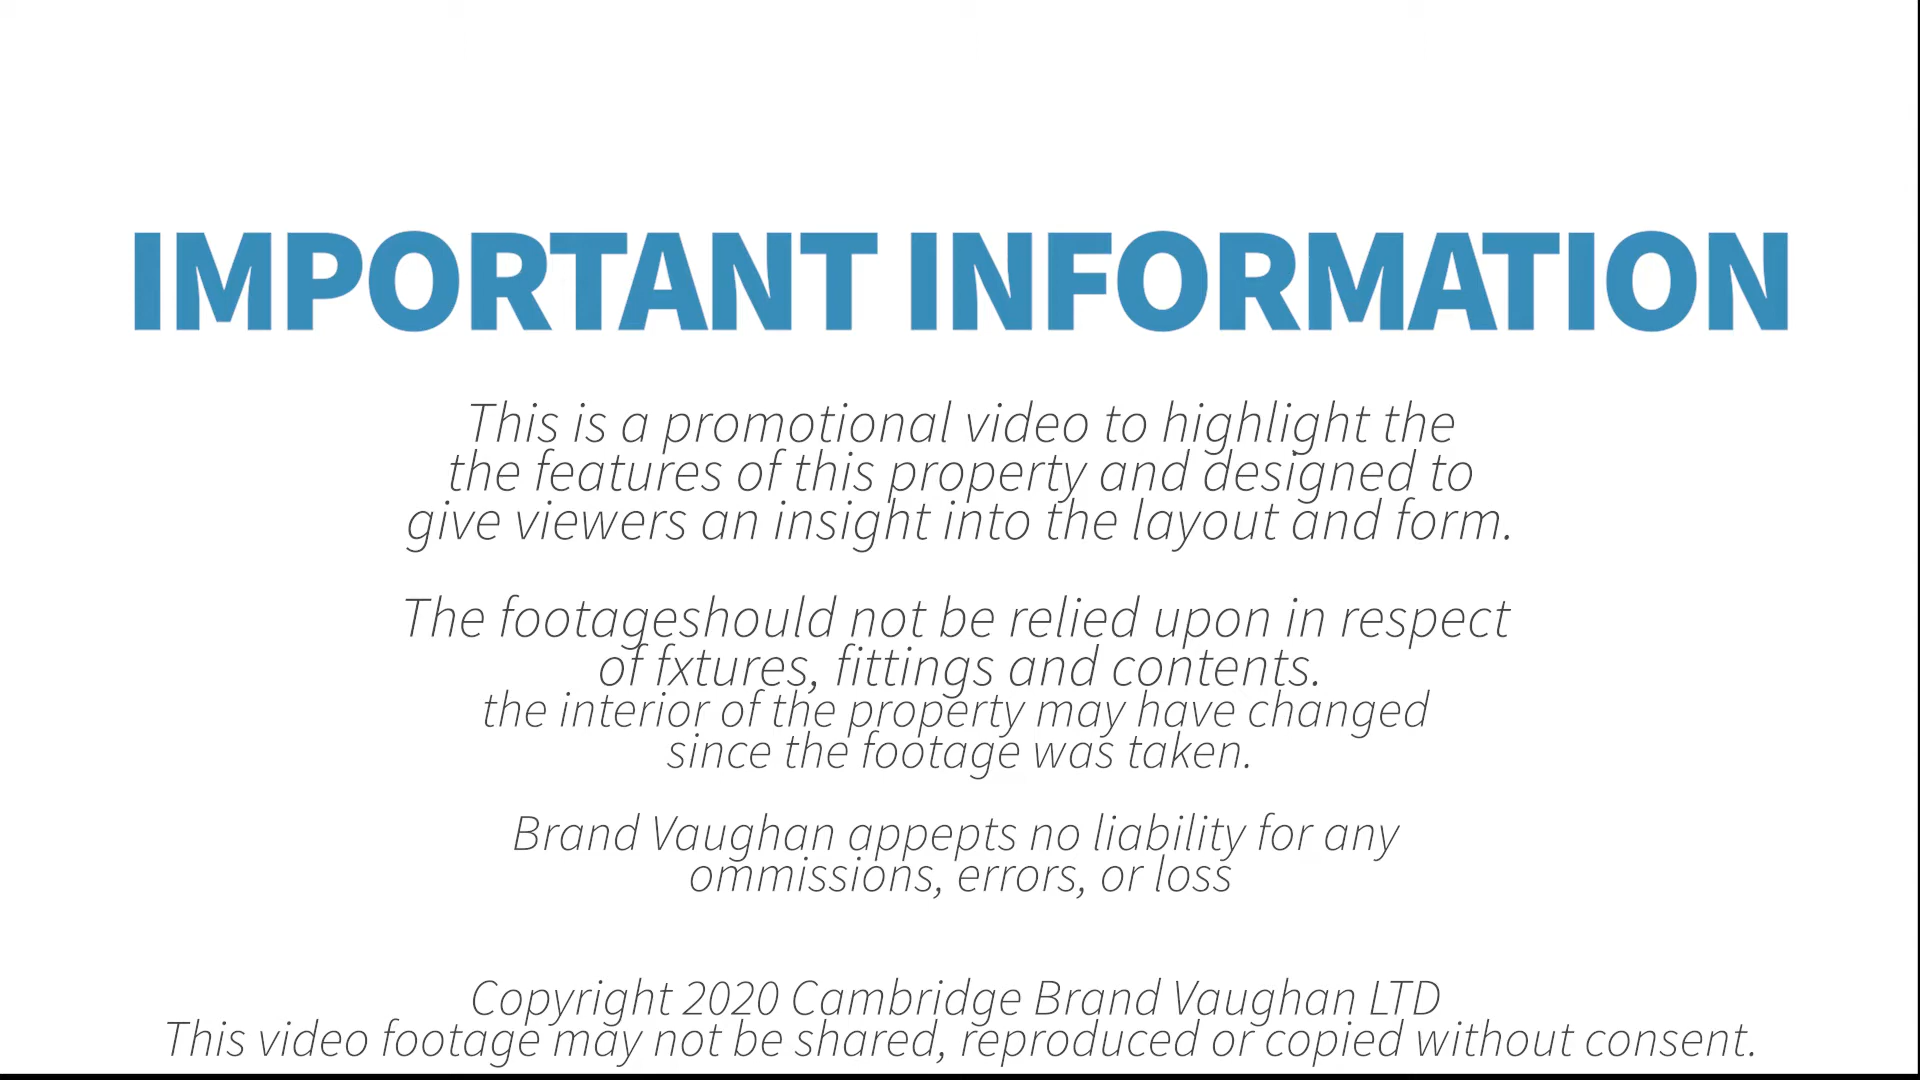 IMPORTANT INFORMATION
This is a promotional video to highlight the
the features of this property and designed to
give viewers an insight into the layout and form.
The footageshould not be relied upon in respect
of fxtures, fittings and contents.
the interior of the property may have changed
since the footage was taken.
Brand Vaughan appepts no liability for any
ommissions, errors, or loss
Copyright 2020 Cambridge Brand Vaughan LTD
This video footage may not be shared, reproduced or copied without consent.